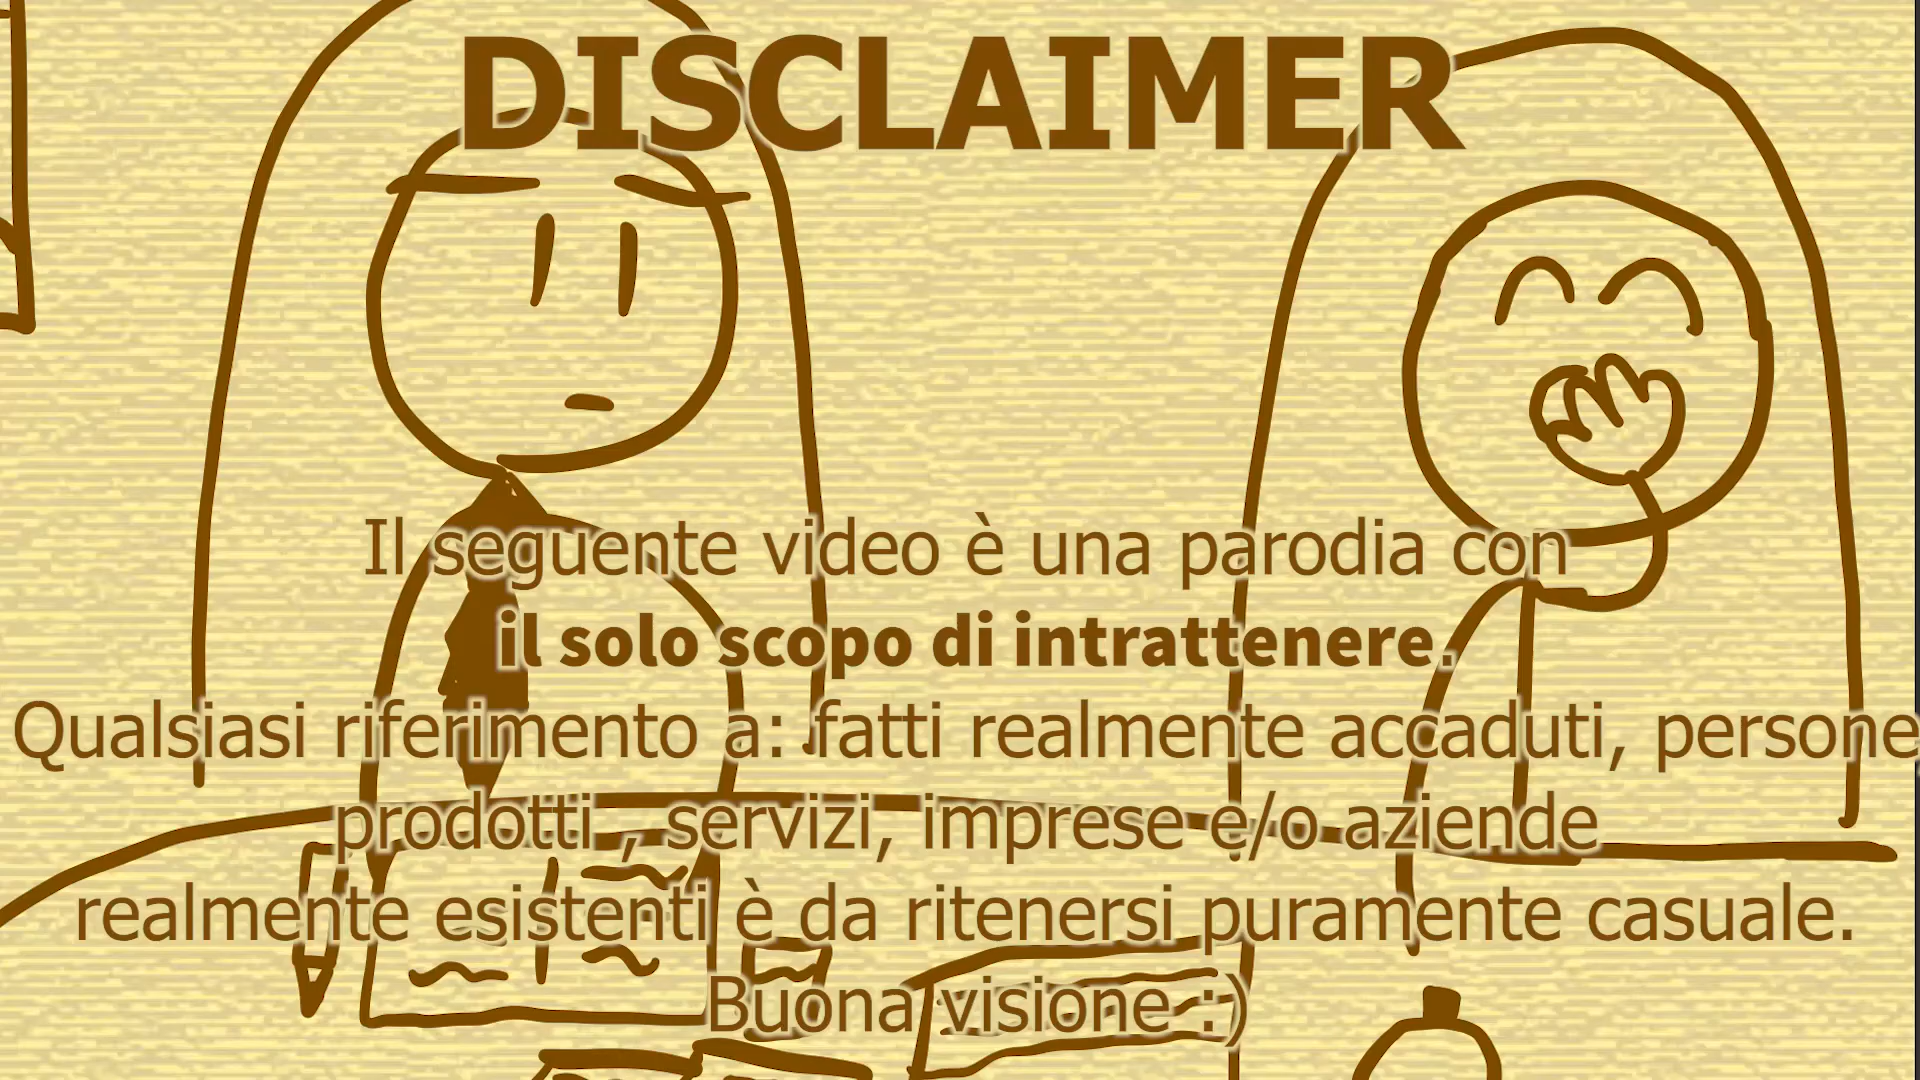 DISCLAIMER
Il seguente video è una parodia con
il solo scopo di intrattenere.
Qualsiasi riferimento a: fatti realmente accaduti, persone
prodotti , servizi, imprese e/o aziende
realmente esistenti è da ritenersi puramente casuale.
Buona visione :)